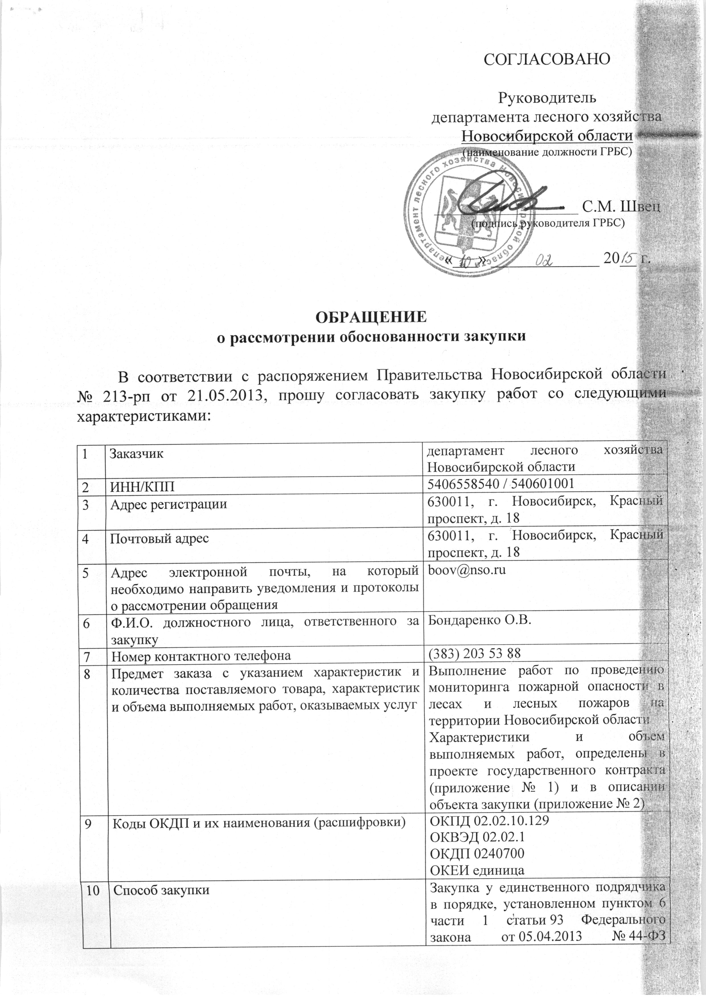 СОГЛАСОВАНО
Руководитель
департамента лесного хозяйства
Новосибирской области
(наименование должности ГРБС)
департамент лесного хозяйства Новосибирской области
С.М. Швец
(подпись руководителя ГРБС)
« 10 » 02 2015 г.
ОБРАЩЕНИЕ
о рассмотрении обоснованности закупки
В соответствии с распоряжением Правительства Новосибирской области
№ 213-рп от 21.05.2013, прошу согласовать закупку работ со следующими
характеристиками:
1 Заказчик департамент лесного хозяйства
Новосибирской области
2 ИНН/КПП 5406558540 / 540601001
3 Адрес регистрации 630011, г. Новосибирск, Красный
проспект, д. 18
4 Почтовый адрес 630011, г. Новосибирск, Красный
проспект, д. 18
5 Адрес электронной почты, на который boov@nso.ru
необходимо направить уведомления и протоколы
о рассмотрении обращения
6 Ф.И.О. должностного лица, ответственного за Бондаренко О.В.
закупку
7 Номер контактного телефона (383) 203 53 88
8 Предмет заказа с указанием характеристик и
количества поставляемого товара, характеристик
и объема выполняемых работ, оказываемых услуг
Выполнение работ по проведению
мониторинга пожарной опасности в
лесах и лесных пожаров на
территории Новосибирской области
Характеристики и объем
выполняемых работ, определены в
проекте государственного контракта
(приложение № 1) и в описании
объекта закупки (приложение № 2)
9 Коды ОКДП и их наименования (расшифровки) ОКПД 02.02.10.129
ОКВЭД 02.02.1
ОКДП 0240700
ОКЕИ единица
10 Способ закупки Закупка у единственного подрядчика
в порядке, установленном пунктом 6
части 1 статьи 93 Федерального
закона от 05.04.2013 № 44-ФЗ